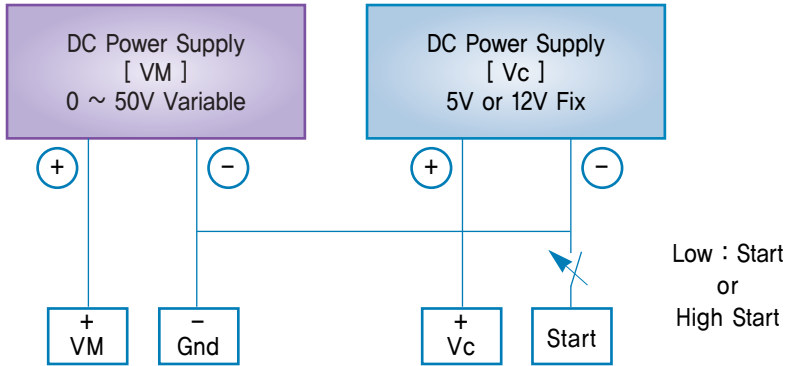 DC Power Supply
[ VM ]
0 ~ 50V Variable
DC Power Supply
[ Vc ]
5V or 12V Fix
+
−
+
−
Low : Start
or
High Start
+
VM
−
Gnd
+
Vc
Start